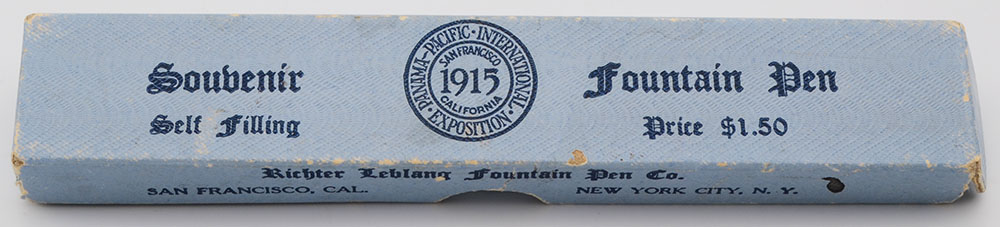 Souvenir
Self Filling
PANAMA-PACIFIC·INTERNATIONAL·EXPOSITION·
SAN FRANCISCO
1915
CALIFORNIA
Fountain Pen
Price $1.50
Richter Leblang Fountain Pen Co.
SAN FRANCISCO, CAL.
NEW YORK CITY, N. Y.